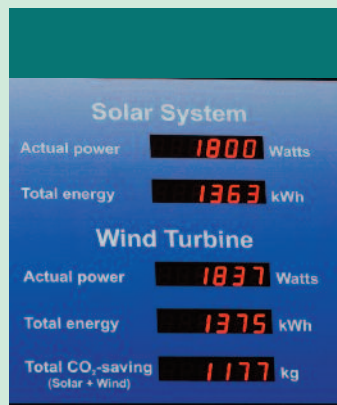 Solar System
Actual power 1800 Watts
Total energy 1363 kWh
Wind Turbine
Actual power 1837 Watts
Total energy 1375 kWh
Total CO₂-saving 1177 kg
(Solar + Wind)